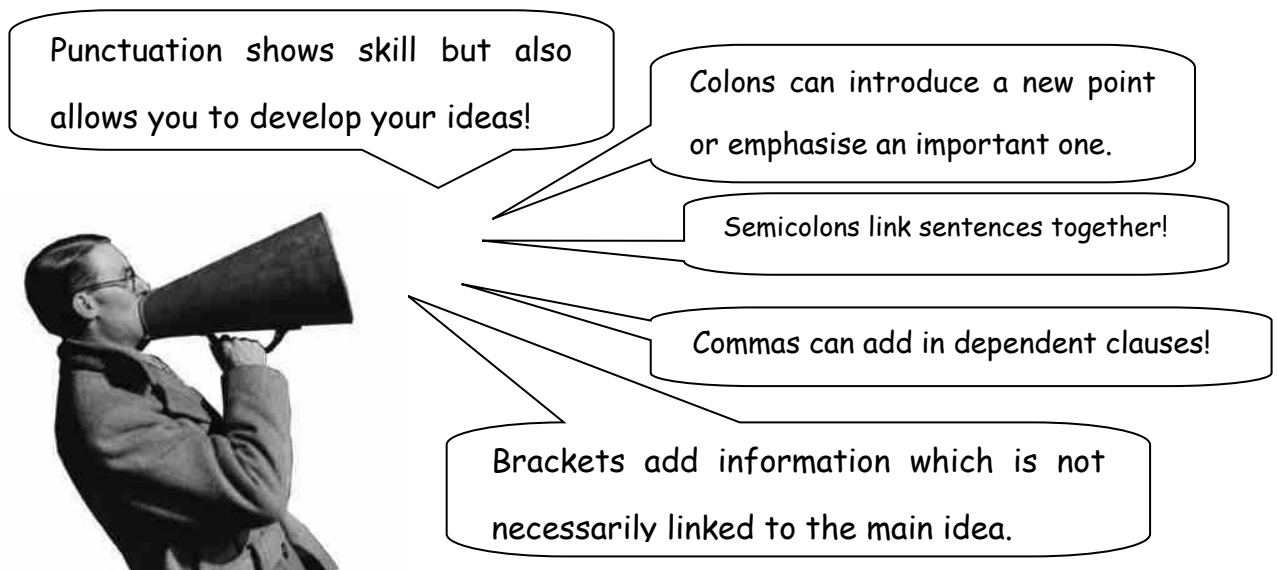 Punctuation shows skill but also
allows you to develop your ideas!
Colons can introduce a new point
or emphasise an important one.
Semicolons link sentences together!
Commas can add in dependent clauses!
Brackets add information which is not
necessarily linked to the main idea.